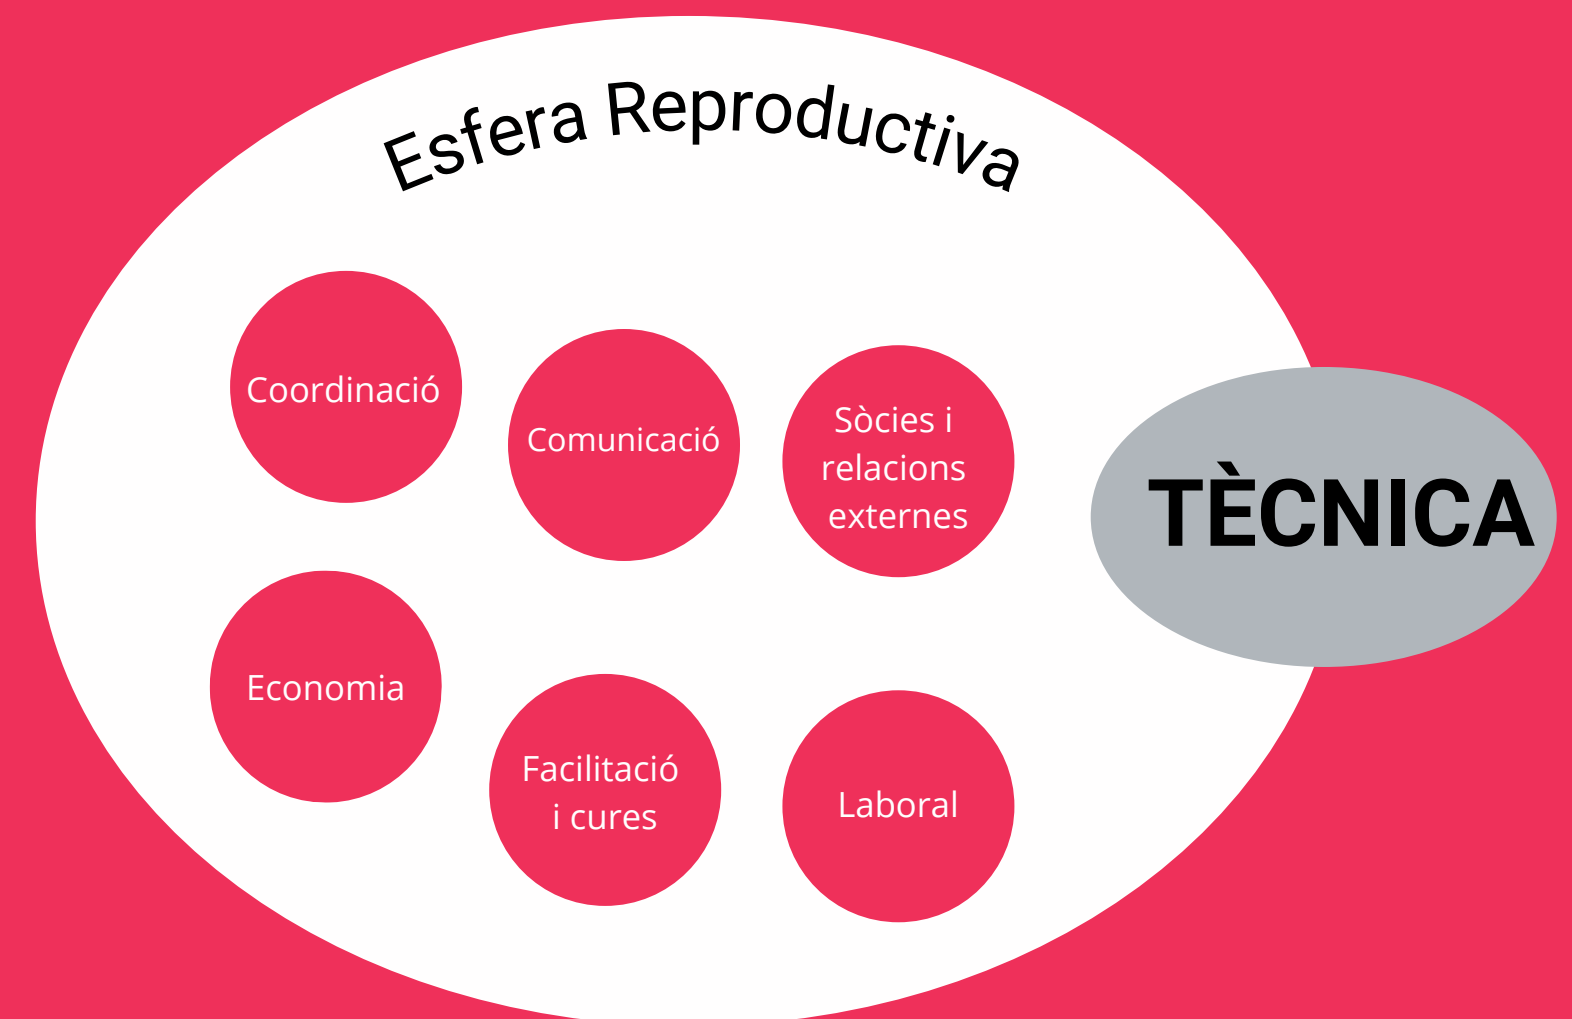 Esfera Reproductiva
Coordinació
Comunicació
Sòcies i
relacions
externes
TÈCNICA
Economia
Facilitació
i cures
Laboral